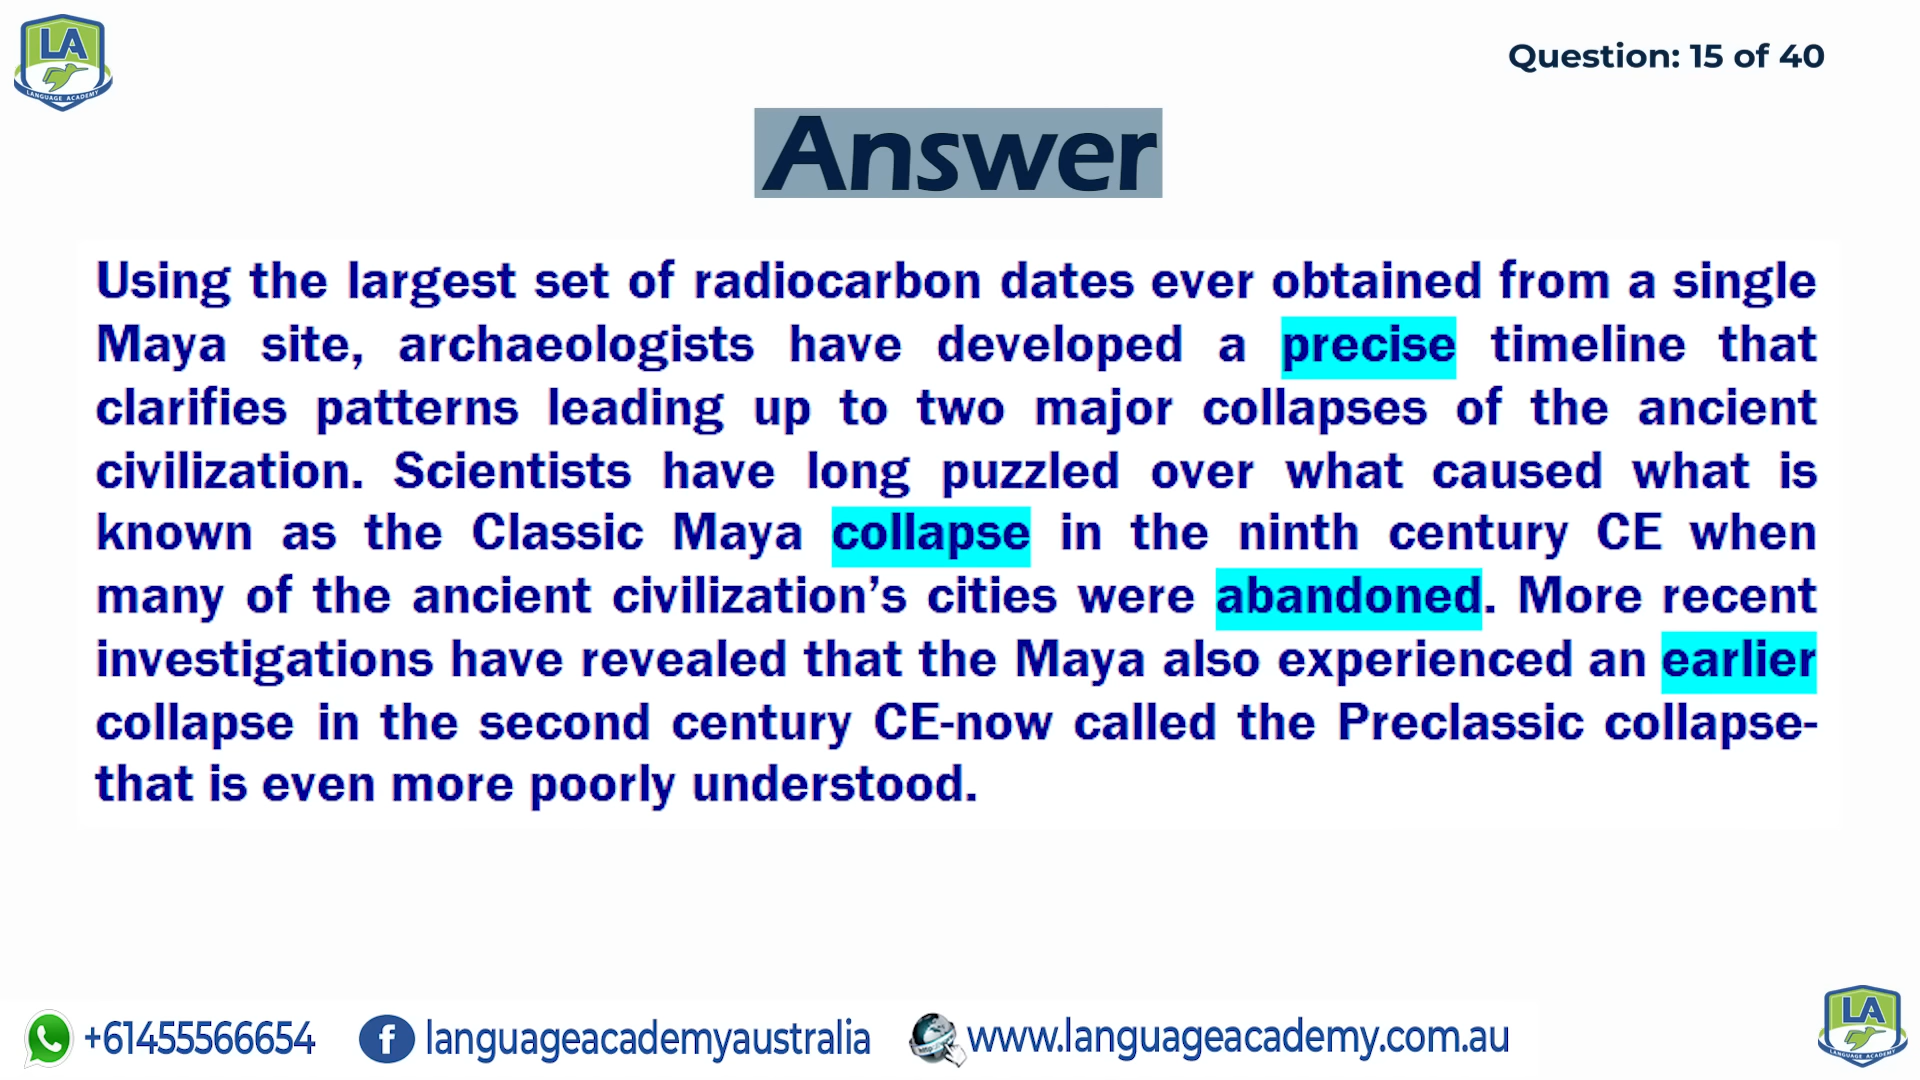 LA
LANGUAGE ACADEMY
Question: 15 of 40
Answer
Using the largest set of radiocarbon dates ever obtained from a single
Maya site, archaeologists have developed a precise timeline that
clarifies patterns leading up to two major collapses of the ancient
civilization. Scientists have long puzzled over what caused what is
known as the Classic Maya collapse in the ninth century CE when
many of the ancient civilization’s cities were abandoned. More recent
investigations have revealed that the Maya also experienced an earlier
collapse in the second century CE-now called the Preclassic collapse-
that is even more poorly understood.
+61455566654 f languageacademyaustralia www.languageacademy.com.au
LA
LANGUAGE ACADEMY